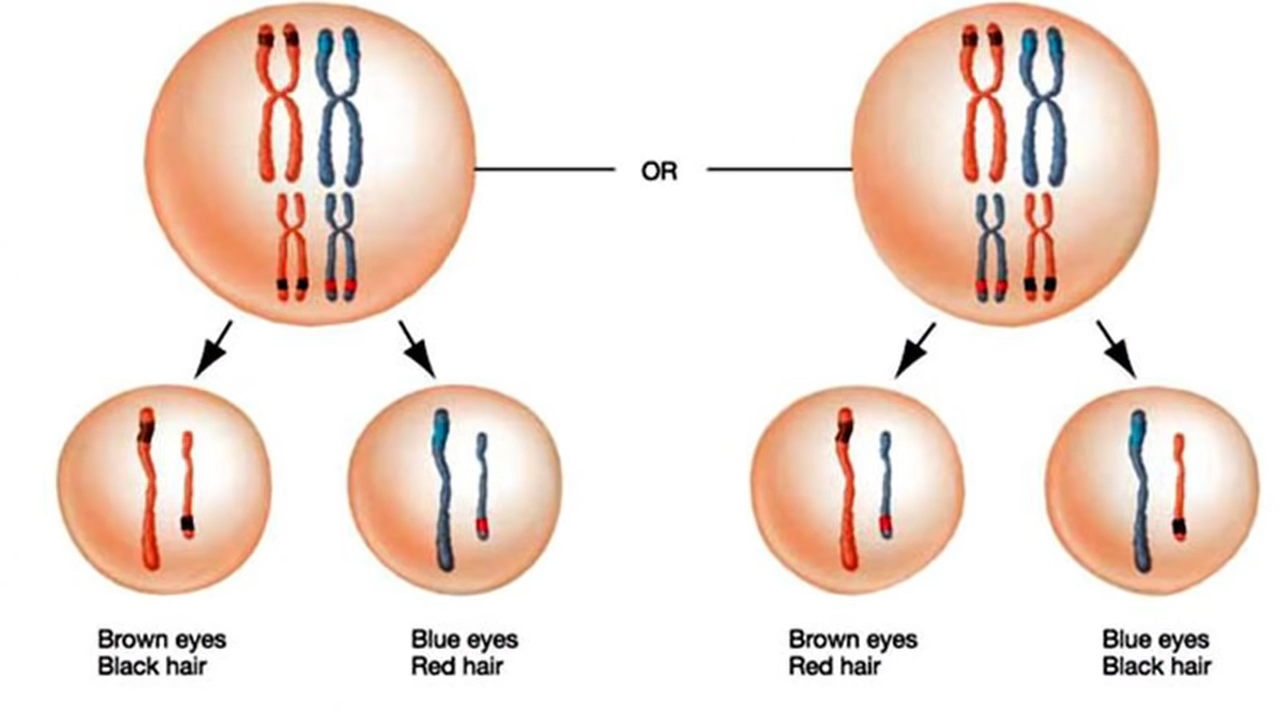 OR
Brown eyes
Black hair
Blue eyes
Red hair
Brown eyes
Red hair
Blue eyes
Black hair